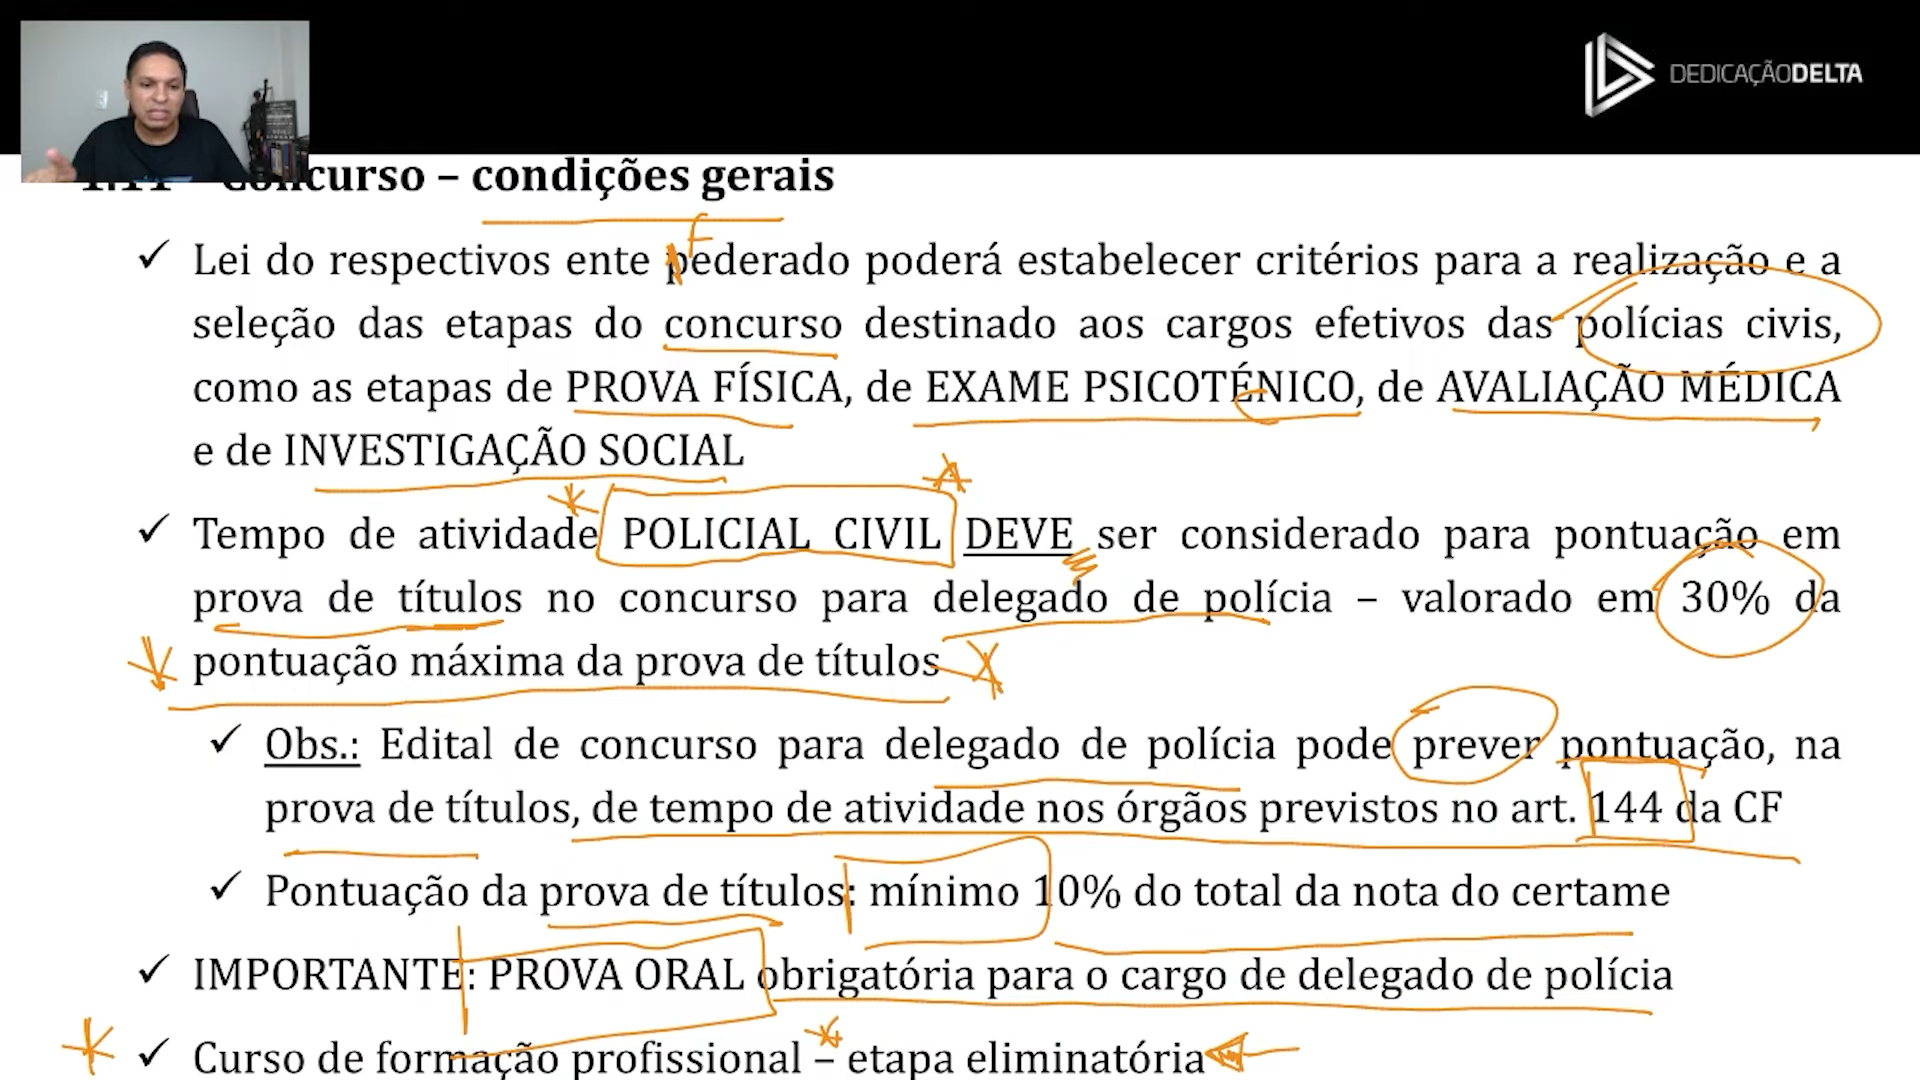 DEDICAÇÃODELTA
1.11 Concurso – condições gerais
✓ Lei do respectivos ente pederado poderá estabelecer critérios para a realização e a
F
seleção das etapas do concurso destinado aos cargos efetivos das polícias civis,
como as etapas de PROVA FÍSICA, de EXAME PSICOTÉNICO, de AVALIAÇÃO MÉDICA
e de INVESTIGAÇÃO SOCIAL
✓ Tempo de atividade POLICIAL CIVIL DEVE ser considerado para pontuação em
prova de títulos no concurso para delegado de polícia – valorado em 30% da
pontuação máxima da prova de títulos
✓ Obs.: Edital de concurso para delegado de polícia pode prever pontuação, na
prova de títulos, de tempo de atividade nos órgãos previstos no art. 144 da CF
✓ Pontuação da prova de títulos: mínimo 10% do total da nota do certame
✓ IMPORTANTE: PROVA ORAL obrigatória para o cargo de delegado de polícia
✓ Curso de formação profissional – etapa eliminatória